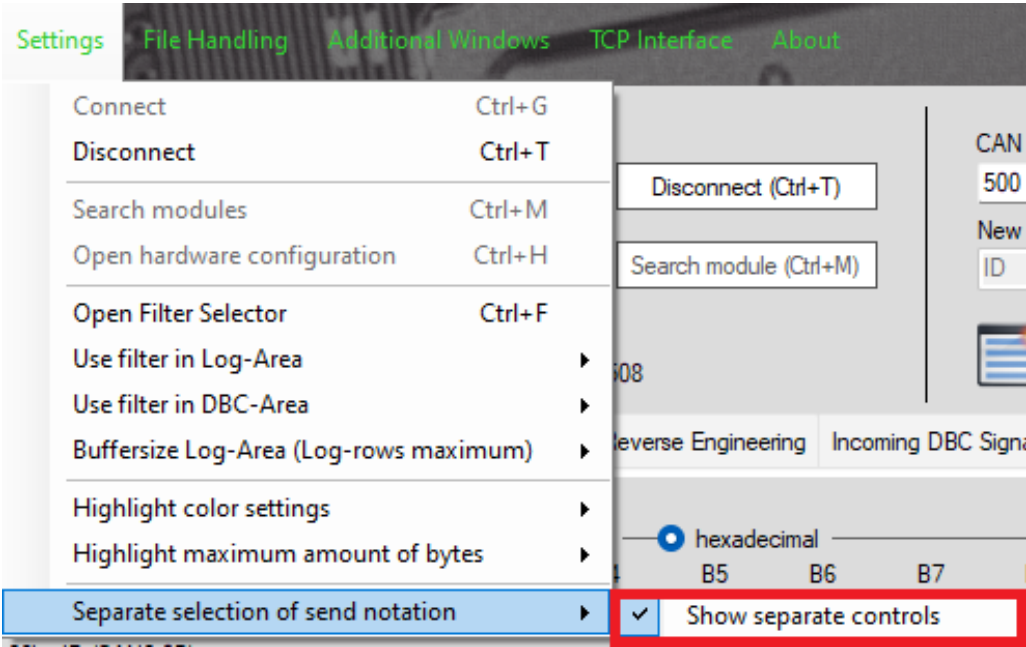 Settings File Handling Additional Windows TCP Interface About
Connect Ctrl+G
Disconnect Ctrl+T
Search modules Ctrl+M
Open hardware configuration Ctrl+H
Open Filter Selector Ctrl+F
Use filter in Log-Area
Use filter in DBC-Area
Buffersize Log-Area (Log-rows maximum)
Highlight color settings
Highlight maximum amount of bytes
Separate selection of send notation
Show separate controls
Disconnect (Ctrl+T)
Search module (Ctrl+M)
CAN
500
New
ID
508
Engineering Incoming DBC
hexadecimal
B5 B6 B7